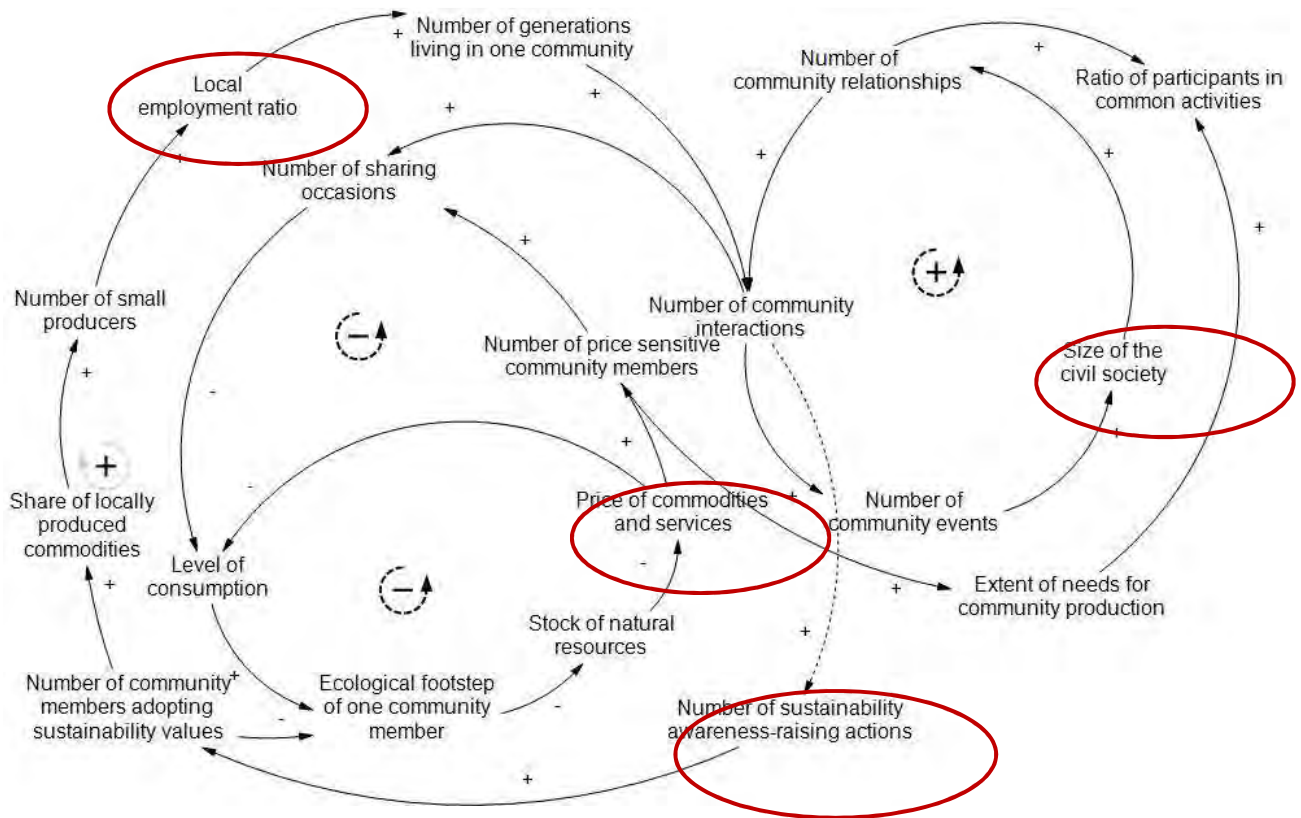 Number of generations
living in one community
+
Number of
community relationships
+
Ratio of participants in
common activities
Local
employment ratio
+
+
+
+
+
Number of sharing
occasions
+
+
+
Number of small
producers
Number of community
interactions
Number of price sensitive
community members
Size of the
civil society
+
-
+
+
+
-
Share of locally
produced
commodities
Price of commodities
and services
+
Number of
community events
Level of
consumption
-
-
+
+
Extent of needs for
community production
Stock of natural
resources
+
+
Number of community
members adopting
sustainability values
Ecological footstep
of one community
member
-
-
Number of sustainability
awareness-raising actions
+